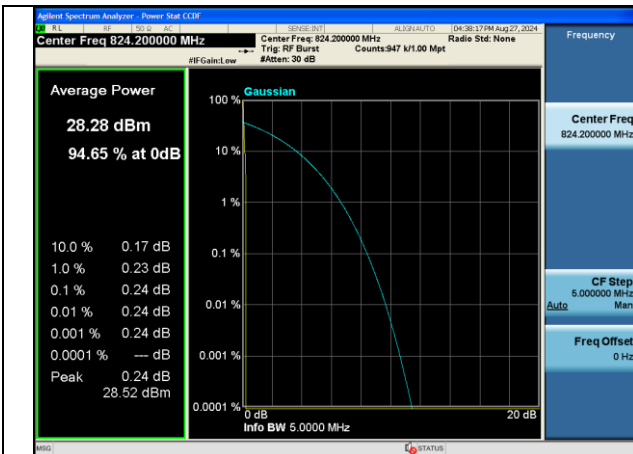 Agilent Spectrum Analyzer - Power Stat CCDF
RL RF 50 Ω AC SENSE:INT ALIGNAUTO 04:38:17 PM Aug 27, 2024
Center Freq 824.200000 MHz
Center Freq: 824.200000 MHz Radio Std: None
Trig: RF Burst Counts:947 k/1.00 Mpt
#IFGain:Low #Atten: 30 dB
Frequency
Average Power
28.28 dBm
94.65 % at 0dB
10.0 % 0.17 dB
1.0 % 0.23 dB
0.1 % 0.24 dB
0.01 % 0.24 dB
0.001 % 0.24 dB
0.0001 % --- dB
Peak 0.24 dB
28.52 dBm
Gaussian
100 %
10 %
1 %
0.1 %
0.01 %
0.001 %
0.0001 %
0 dB 20 dB
Info BW 5.0000 MHz
Center Freq
824.200000 MHz
CF Step
5.000000 MHz
Auto Man
Freq Offset
0 Hz
MSG STATUS